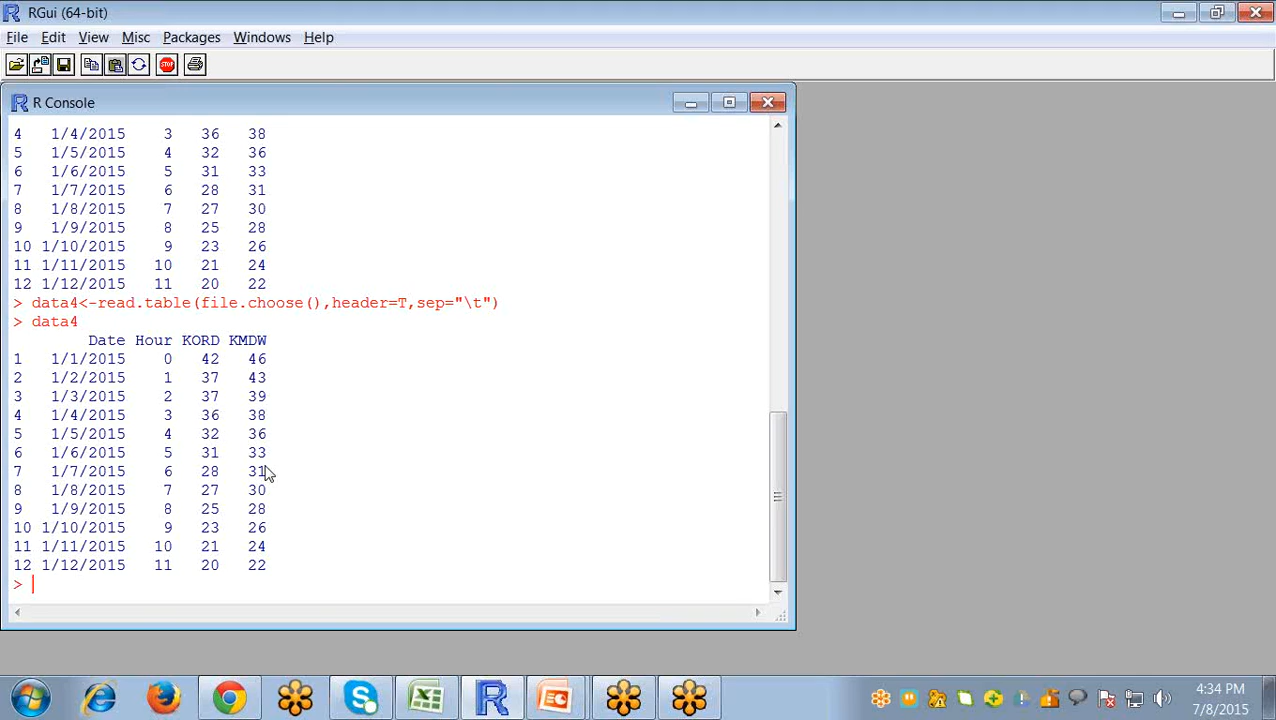 RGui (64-bit)
File Edit View Misc Packages Windows Help
STOP
R Console
4 1/4/2015 3 36 38
5 1/5/2015 4 32 36
6 1/6/2015 5 31 33
7 1/7/2015 6 28 31
8 1/8/2015 7 27 30
9 1/9/2015 8 25 28
10 1/10/2015 9 23 26
11 1/11/2015 10 21 24
12 1/12/2015 11 20 22
> data4<-read.table(file.choose(),header=T,sep="\t")
> data4
Date Hour KORD KMDW
1 1/1/2015 0 42 46
2 1/2/2015 1 37 43
3 1/3/2015 2 37 39
4 1/4/2015 3 36 38
5 1/5/2015 4 32 36
6 1/6/2015 5 31 33
7 1/7/2015 6 28 31
8 1/8/2015 7 27 30
9 1/9/2015 8 25 28
10 1/10/2015 9 23 26
11 1/11/2015 10 21 24
12 1/12/2015 11 20 22
>
4:34 PM
7/8/2015